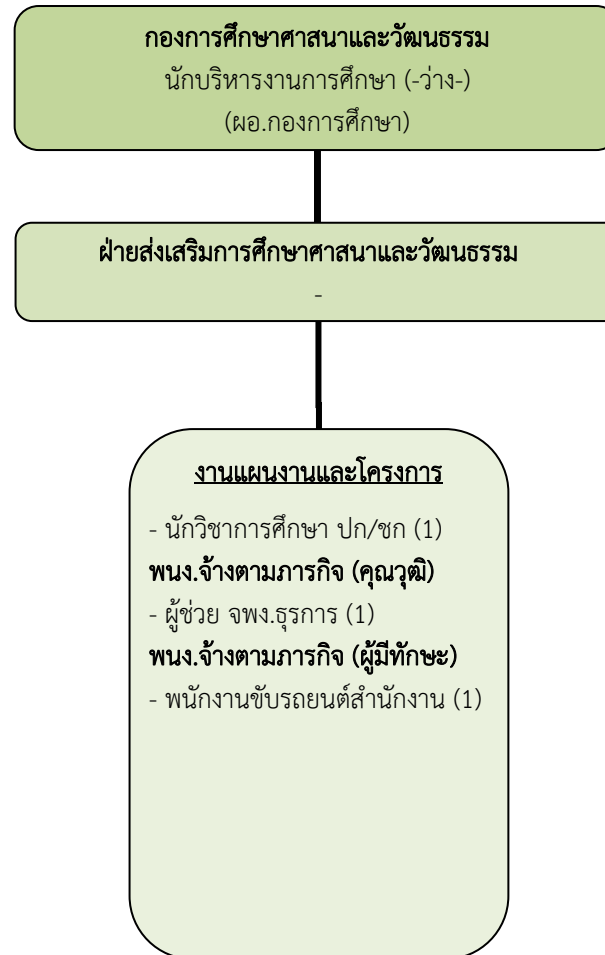 กองการศึกษาศาสนาและวัฒนธรรม
นักบริหารงานการศึกษา (-ว่าง-)
(ผอ.กองการศึกษา)
ฝ่ายส่งเสริมการศึกษาศาสนาและวัฒนธรรม
-
งานแผนงานและโครงการ
- นักวิชาการศึกษา ปก/ชก (1)
พนง.จ้างตามภารกิจ (คุณวุฒิ)
- ผู้ช่วย จพง.ธุรการ (1)
พนง.จ้างตามภารกิจ (ผู้มีทักษะ)
- พนักงานขับรถยนต์สำนักงาน (1)